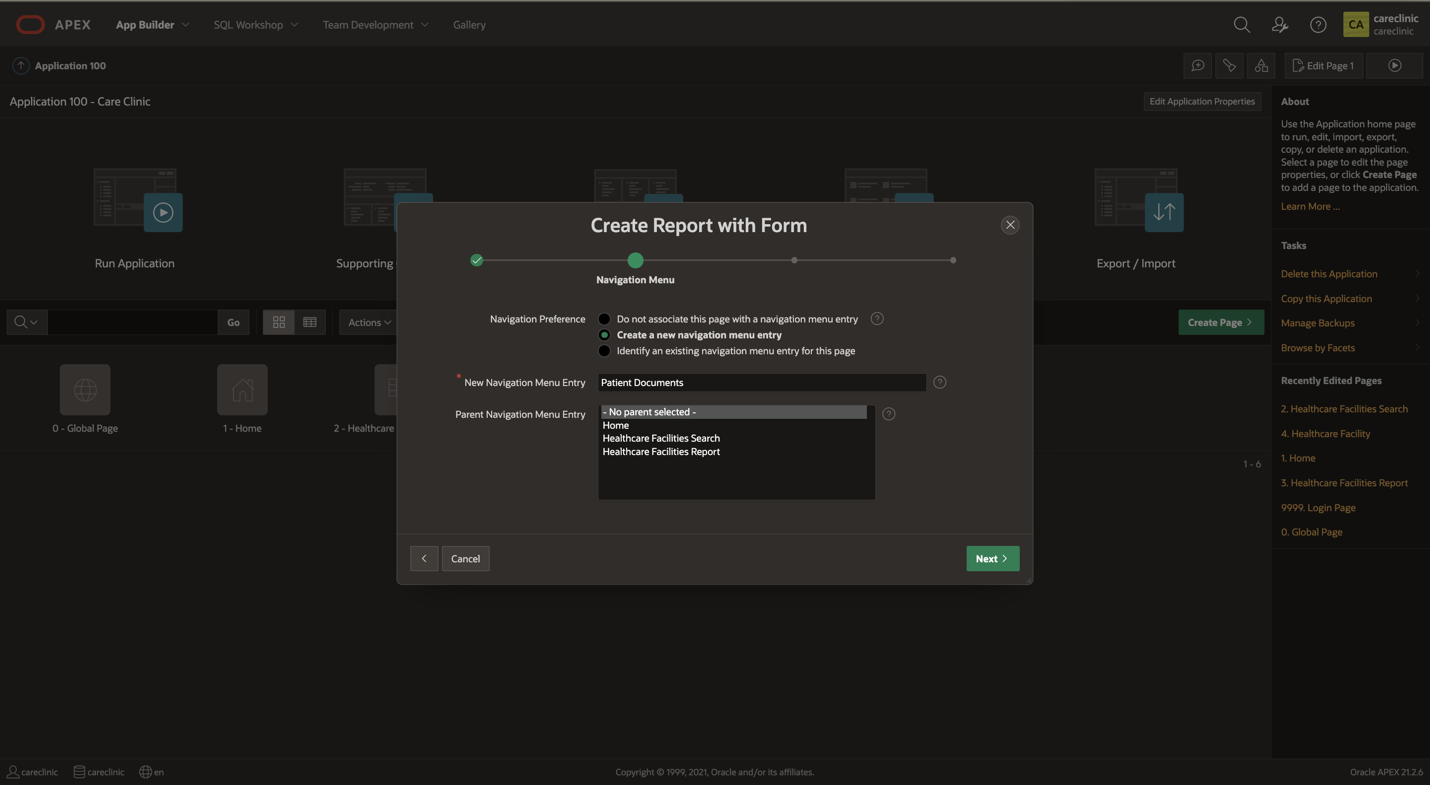 APEX App Builder SQL Workshop Team Development Gallery CA careclinic
careclinic
Application 100 Edit Page 1
Application 100 - Care Clinic Edit Application Properties
Run Application
Supporting
Export / Import
Go Actions Create Page
0 - Global Page
1 - Home
2 - Healthcare
1 - 6
Create Report with Form
Navigation Menu
Navigation Preference
Do not associate this page with a navigation menu entry
Create a new navigation menu entry
Identify an existing navigation menu entry for this page
* New Navigation Menu Entry Patient Documents
Parent Navigation Menu Entry
- No parent selected -
Home
Healthcare Facilities Search
Healthcare Facilities Report
Cancel Next
About
Use the Application home page
to run, edit, import, export,
copy, or delete an application.
Select a page to edit the page
properties, or click Create Page
to add a page to the application.
Learn More ...
Tasks
Delete this Application
Copy this Application
Manage Backups
Browse by Facets
Recently Edited Pages
2. Healthcare Facilities Search
4. Healthcare Facility
1. Home
3. Healthcare Facilities Report
9999. Login Page
0. Global Page
careclinic careclinic en Copyright © 1999, 2021, Oracle and/or its affiliates. Oracle APEX 21.2.6